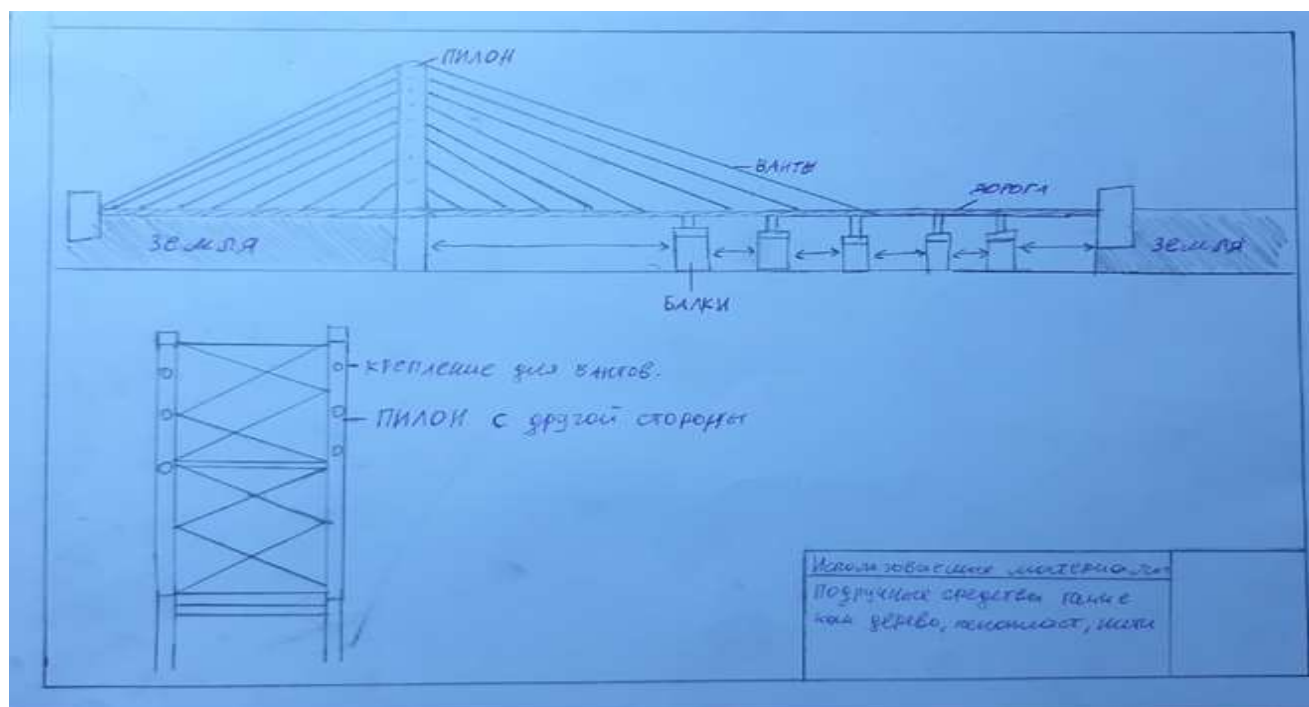 ПИЛОН
ВАНТЫ
ДОРОГА
ЗЕМЛЯ
ЗЕМЛЯ
БАЛКИ
КРЕПЛЕНИЕ для ВАНТОВ.
ПИЛОН с другой стороны
Используемые материалы
Подручные средства такие
как дерево, пенопласт, нити